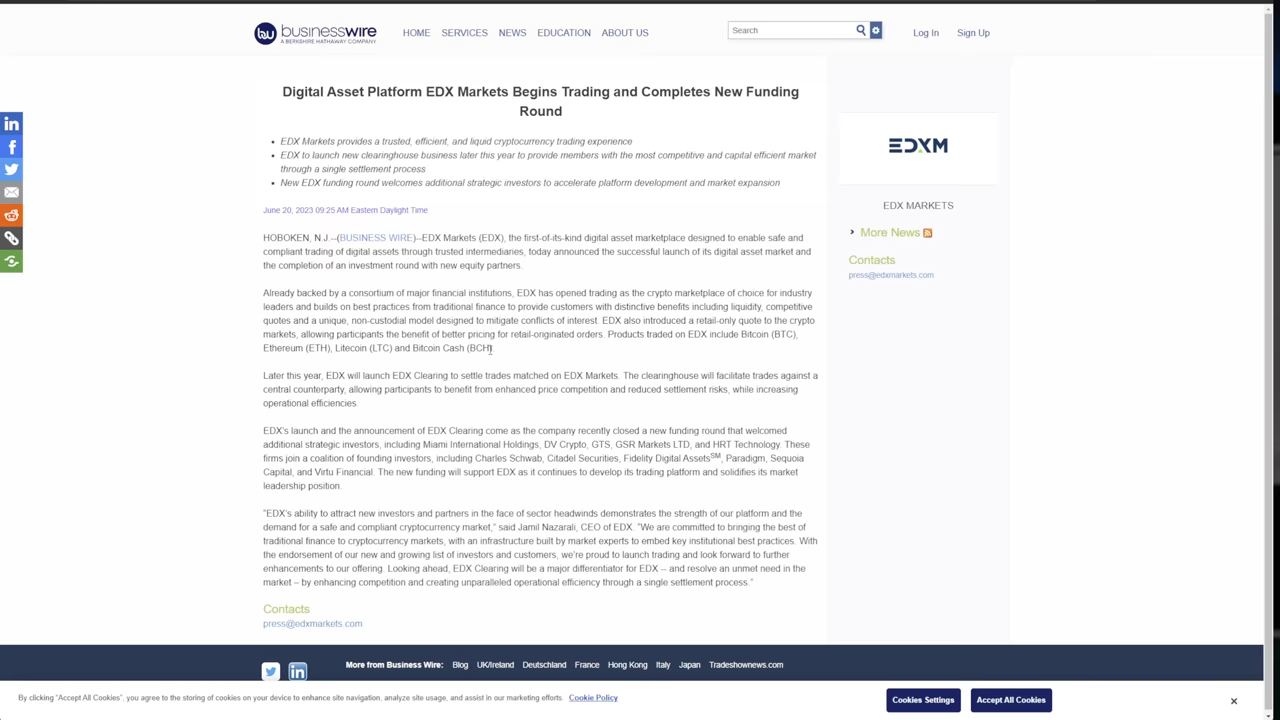 businesswire
A BERKSHIRE HATHAWAY COMPANY
HOME SERVICES NEWS EDUCATION ABOUT US
Search
Log In Sign Up
Digital Asset Platform EDX Markets Begins Trading and Completes New Funding
Round
• EDX Markets provides a trusted, efficient, and liquid cryptocurrency trading experience
• EDX to launch new clearinghouse business later this year to provide members with the most competitive and capital efficient market
through a single settlement process
• New EDX funding round welcomes additional strategic investors to accelerate platform development and market expansion
June 20, 2023 09:25 AM Eastern Daylight Time
HOBOKEN, N.J.--(BUSINESS WIRE)--EDX Markets (EDX), the first-of-its-kind digital asset marketplace designed to enable safe and
compliant trading of digital assets through trusted intermediaries, today announced the successful launch of its digital asset market and
the completion of an investment round with new equity partners.
Already backed by a consortium of major financial institutions, EDX has opened trading as the crypto marketplace of choice for industry
leaders and builds on best practices from traditional finance to provide customers with distinctive benefits including liquidity, competitive
quotes and a unique, non-custodial model designed to mitigate conflicts of interest. EDX also introduced a retail-only quote to the crypto
markets, allowing participants the benefit of better pricing for retail-originated orders. Products traded on EDX include Bitcoin (BTC),
Ethereum (ETH), Litecoin (LTC) and Bitcoin Cash (BCH).
Later this year, EDX will launch EDX Clearing to settle trades matched on EDX Markets. The clearinghouse will facilitate trades against a
central counterparty, allowing participants to benefit from enhanced price competition and reduced settlement risks, while increasing
operational efficiencies.
EDX's launch and the announcement of EDX Clearing come as the company recently closed a new funding round that welcomed
additional strategic investors, including Miami International Holdings, DV Crypto, GTS, GSR Markets LTD, and HRT Technology. These
firms join a coalition of founding investors, including Charles Schwab, Citadel Securities, Fidelity Digital Assets℠, Paradigm, Sequoia
Capital, and Virtu Financial. The new funding will support EDX as it continues to develop its trading platform and solidifies its market
leadership position.
"EDX's ability to attract new investors and partners in the face of sector headwinds demonstrates the strength of our platform and the
demand for a safe and compliant cryptocurrency market," said Jamil Nazarali, CEO of EDX. "We are committed to bringing the best of
traditional finance to cryptocurrency markets, with an infrastructure built by market experts to embed key institutional best practices. With
the endorsement of our new and growing list of investors and customers, we're proud to launch trading and look forward to further
enhancements to our offering. Looking ahead, EDX Clearing will be a major differentiator for EDX -- and resolve an unmet need in the
market – by enhancing competition and creating unparalleled operational efficiency through a single settlement process."
Contacts
press@edxmarkets.com
EDXM
EDX MARKETS
More News
Contacts
press@edxmarkets.com
More from Business Wire: Blog UK/Ireland Deutschland France Hong Kong Italy Japan Tradeshownews.com
By clicking "Accept All Cookies", you agree to the storing of cookies on your device to enhance site navigation, analyze site usage, and assist in our marketing efforts. Cookie Policy
Cookies Settings Accept All Cookies